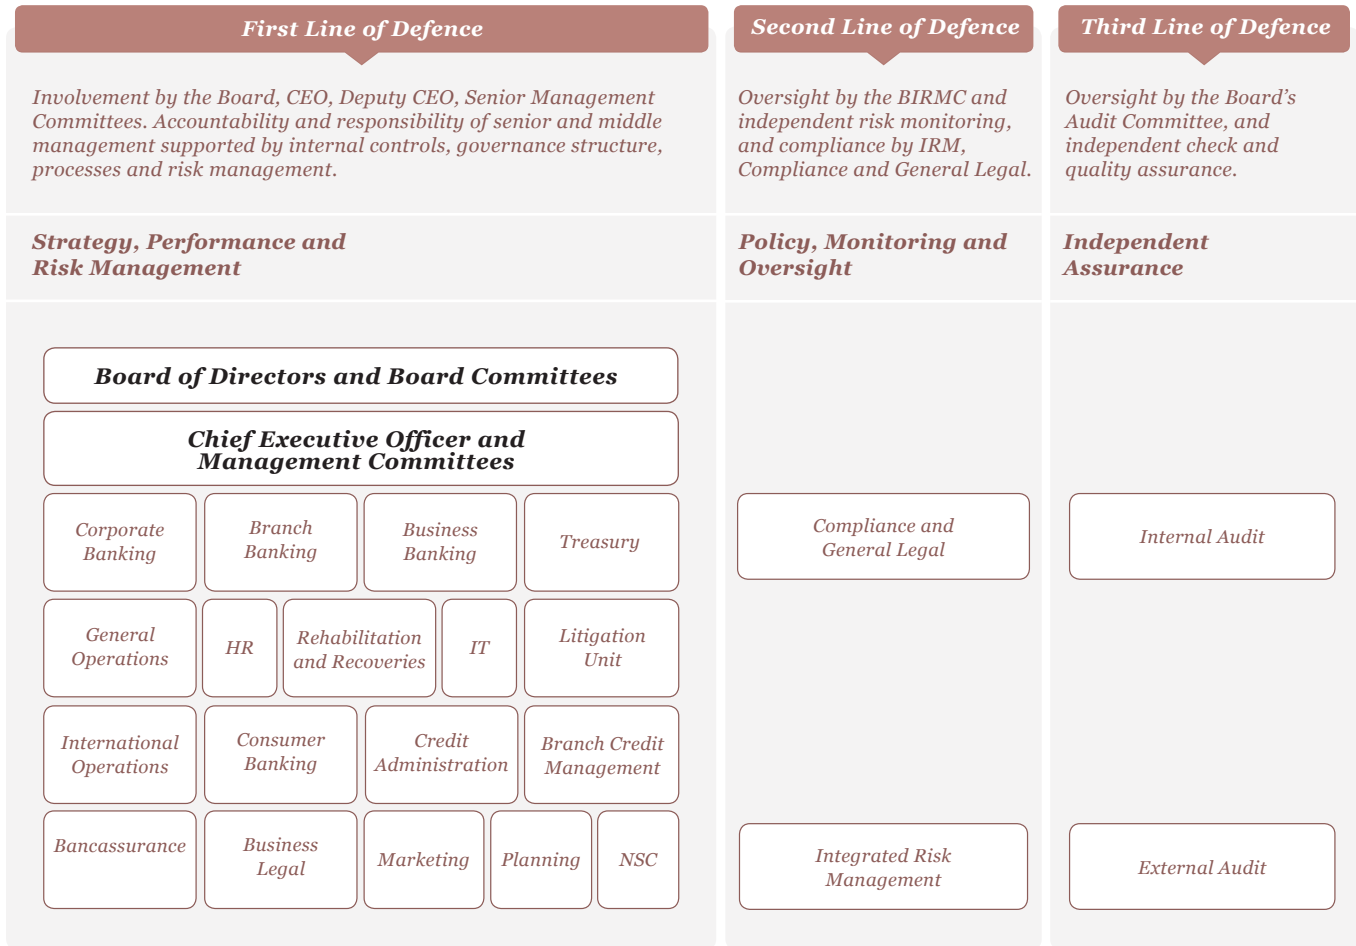 First Line of Defence
Involvement by the Board, CEO, Deputy CEO, Senior Management
Committees. Accountability and responsibility of senior and middle
management supported by internal controls, governance structure,
processes and risk management.
Strategy, Performance and
Risk Management
Board of Directors and Board Committees
Chief Executive Officer and
Management Committees
Corporate
Banking
Branch
Banking
Business
Banking
Treasury
General
Operations
HR
Rehabilitation
and Recoveries
IT
Litigation
Unit
International
Operations
Consumer
Banking
Credit
Administration
Branch Credit
Management
Bancassurance
Business
Legal
Marketing
Planning
NSC
Second Line of Defence
Oversight by the BIRMC and
independent risk monitoring,
and compliance by IRM,
Compliance and General Legal.
Policy, Monitoring and
Oversight
Compliance and
General Legal
Integrated Risk
Management
Third Line of Defence
Oversight by the Board's
Audit Committee, and
independent check and
quality assurance.
Independent
Assurance
Internal Audit
External Audit